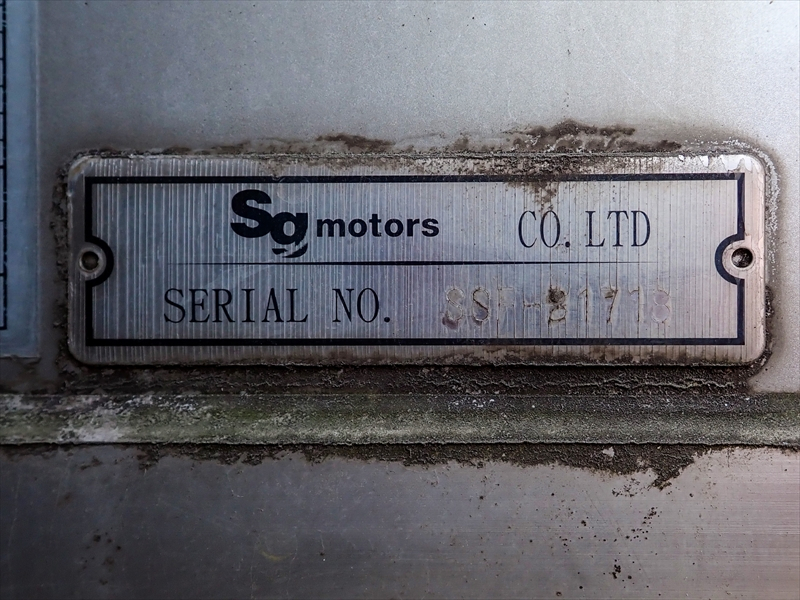 Sg motors CO.LTD
SERIAL NO.